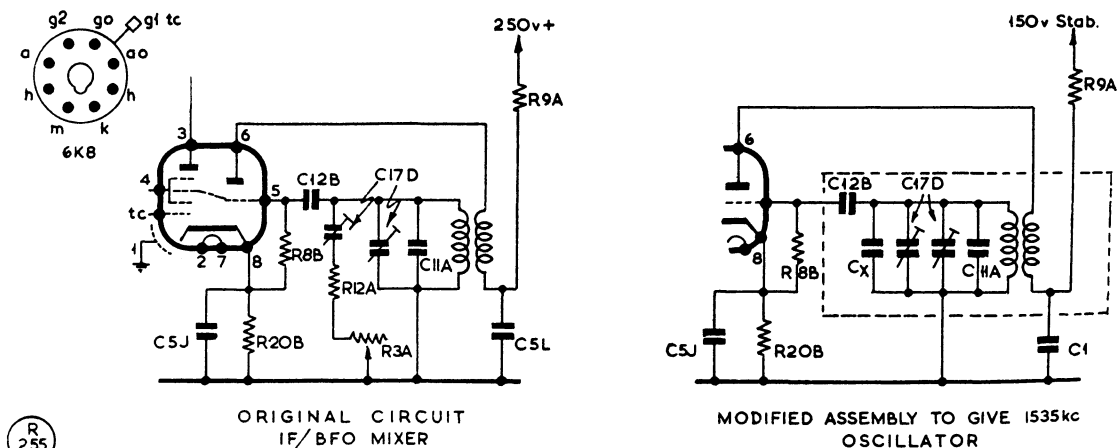 g2 go g1 tc
a ao
h h
m k
6K8
250v+
R9A
3 6
4 5
tc
1
2 7 8
C12B
C17D
R8B
R12A
C11A
C5J
R20B
R3A
C5L
ORIGINAL CIRCUIT
IF/BFO MIXER
R
255
150v Stab.
R9A
6
8
C12B
C17D
R8B
Cx
C11A
C5J
R20B
C1
MODIFIED ASSEMBLY TO GIVE 1535kc
OSCILLATOR